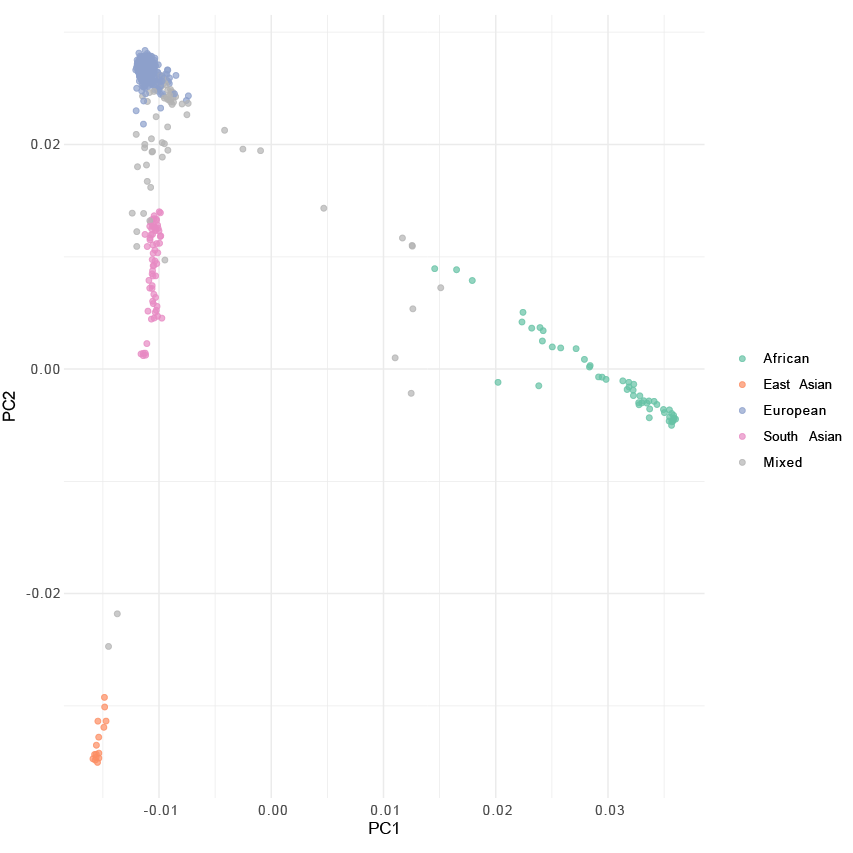 0.02
0.00
-0.02
PC2
-0.01
0.00
0.01
0.02
0.03
PC1
African
East Asian
European
South Asian
Mixed